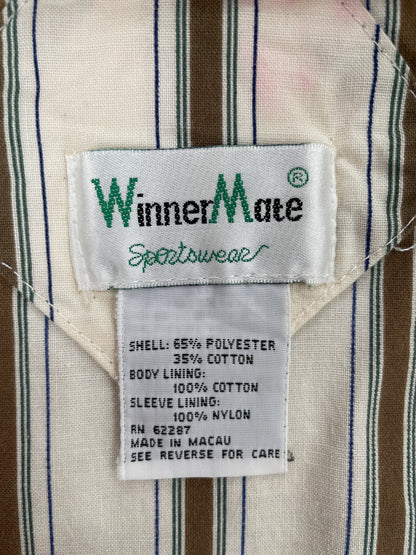 WinnerMate®
Sportswear
SHELL: 65% POLYESTER
35% COTTON
BODY LINING:
100% COTTON
SLEEVE LINING:
100% NYLON
RN 62287
MADE IN MACAU
SEE REVERSE FOR CARE